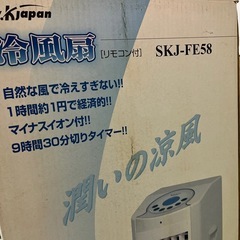 .K japan
冷風扇
[リモコン付] SKJ-FE58
自然な風で冷えすぎない!!
1時間約1円で経済的!!
マイナスイオン付!!
9時間30分切りタイマー!!
潤いの涼風